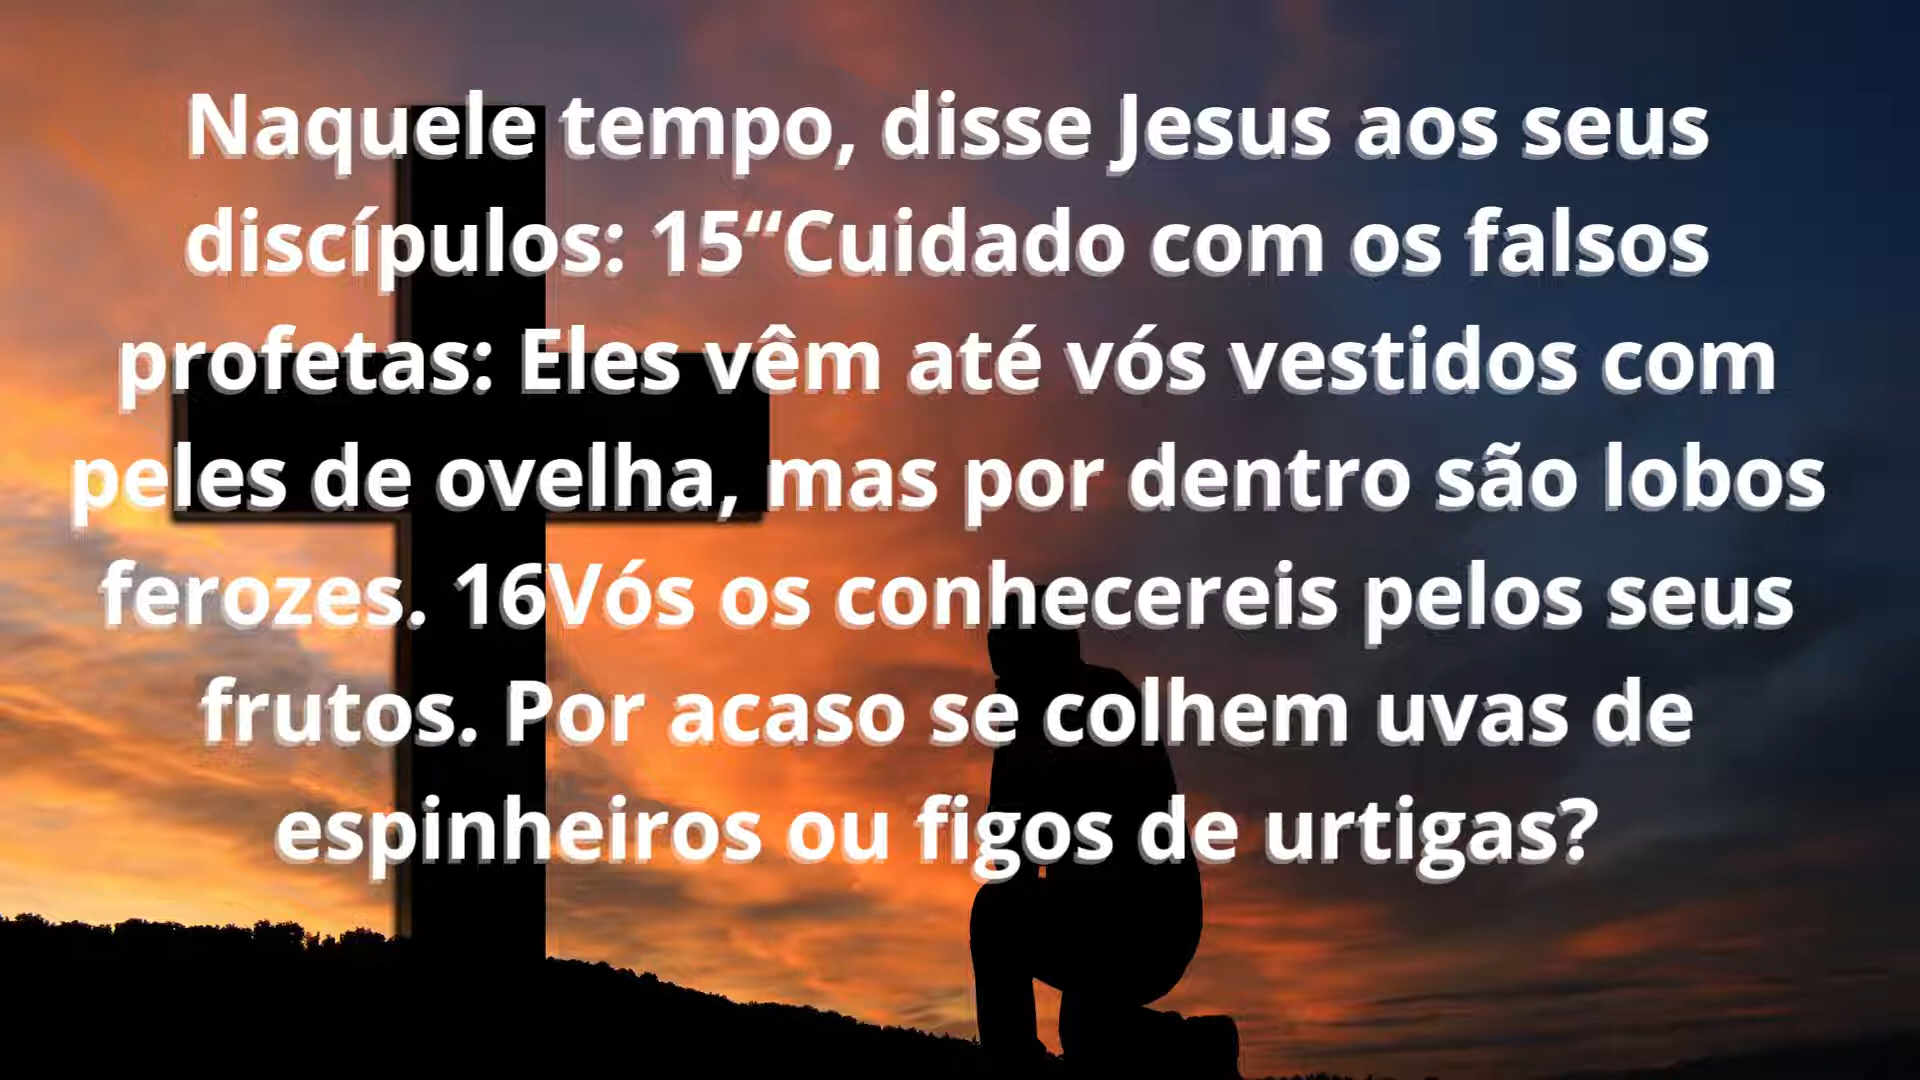 Naquele tempo, disse Jesus aos seus
discípulos: 15“Cuidado com os falsos
profetas: Eles vêm até vós vestidos com
peles de ovelha, mas por dentro são lobos
ferozes. 16Vós os conhecereis pelos seus
frutos. Por acaso se colhem uvas de
espinheiros ou figos de urtigas?